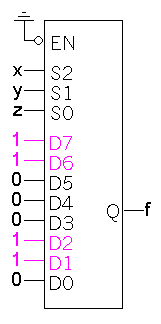 EN
x S2
y S1
z S0
1 D7
1 D6
0 D5
0 D4
0 D3
Q f
1 D2
1 D1
0 D0